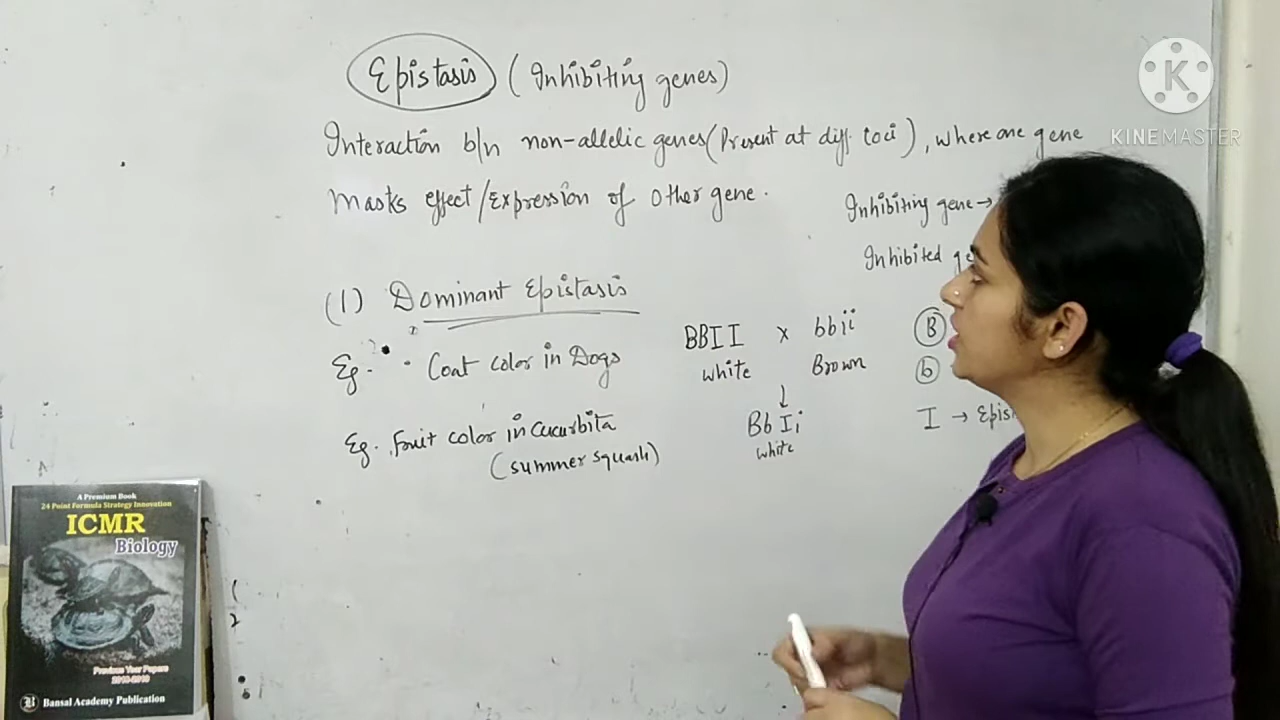 Epistasis (Inhibiting genes)
Interaction b/n non-allelic genes (Present at diff. loci), where one gene
Masks effect/Expression of Other gene.
Inhibiting gene →
Inhibited ge
(1) Dominant Epistasis
Eg. Coat color in Dogs
BBII x bbii
white Brown
↓
BbIi
white
B
b
I → Epis
Eg. Fruit color in Cucurbita
(summer squash)
K
KINEMASTER
A Premium Book
24 Point Formula Strategy Innovation
ICMR
Biology
Previous Year Papers
Bansal Academy Publication